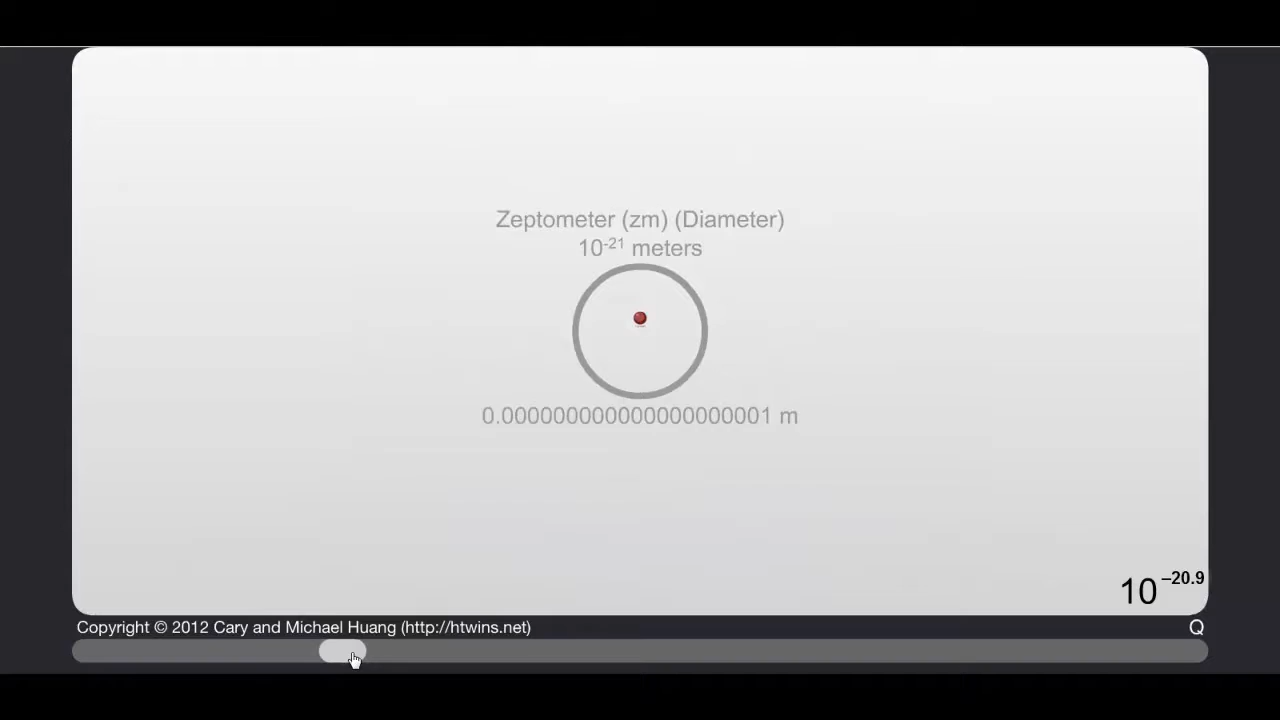 Zeptometer (zm) (Diameter)
10⁻²¹ meters
0.000000000000000000001 m
10⁻²⁰·⁹
Copyright © 2012 Cary and Michael Huang (http://htwins.net)
Q